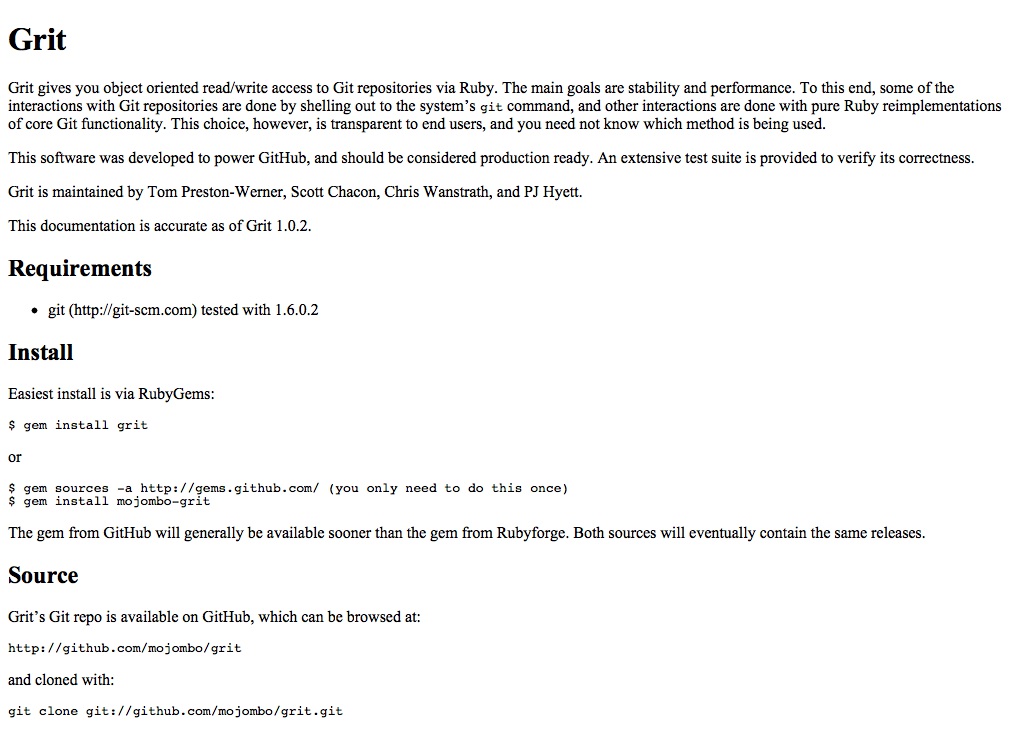 Grit
Grit gives you object oriented read/write access to Git repositories via Ruby. The main goals are stability and performance. To this end, some of the
interactions with Git repositories are done by shelling out to the system’s git command, and other interactions are done with pure Ruby reimplementations
of core Git functionality. This choice, however, is transparent to end users, and you need not know which method is being used.
This software was developed to power GitHub, and should be considered production ready. An extensive test suite is provided to verify its correctness.
Grit is maintained by Tom Preston-Werner, Scott Chacon, Chris Wanstrath, and PJ Hyett.
This documentation is accurate as of Grit 1.0.2.
Requirements
• git (http://git-scm.com) tested with 1.6.0.2
Install
Easiest install is via RubyGems:
$ gem install grit
or
$ gem sources -a http://gems.github.com/ (you only need to do this once)
$ gem install mojombo-grit
The gem from GitHub will generally be available sooner than the gem from Rubyforge. Both sources will eventually contain the same releases.
Source
Grit’s Git repo is available on GitHub, which can be browsed at:
http://github.com/mojombo/grit
and cloned with:
git clone git://github.com/mojombo/grit.git